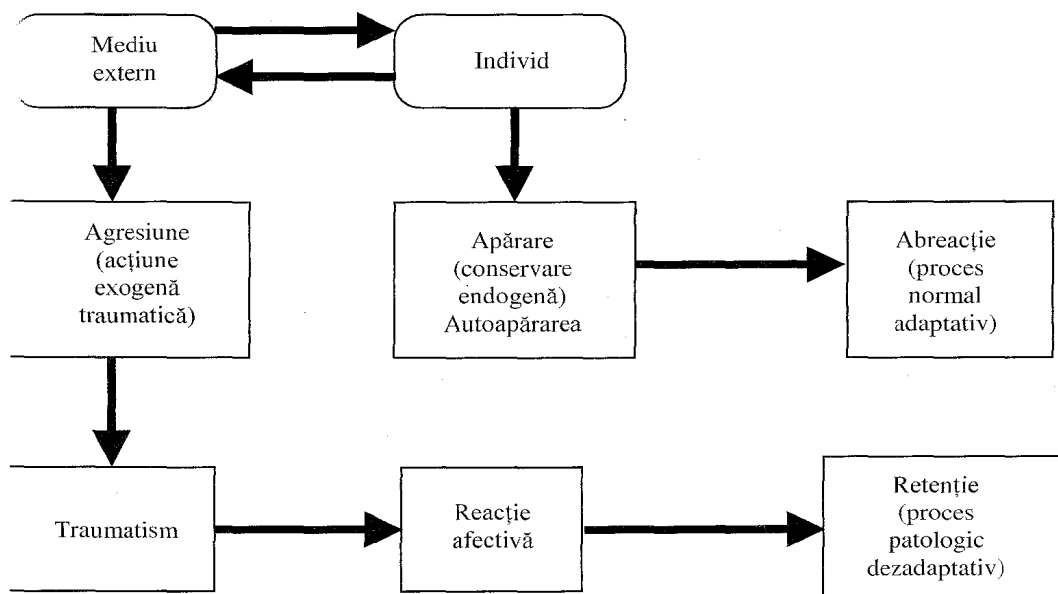 Mediu
extern
Individ
Agresiune
(acțiune
exogenă
traumatică)
Apărare
(conservare
endogenă)
Autoapărarea
Abreacție
(proces
normal
adaptativ)
Traumatism
Reacție
afectivă
Retenție
(proces
patologic
dezadaptativ)